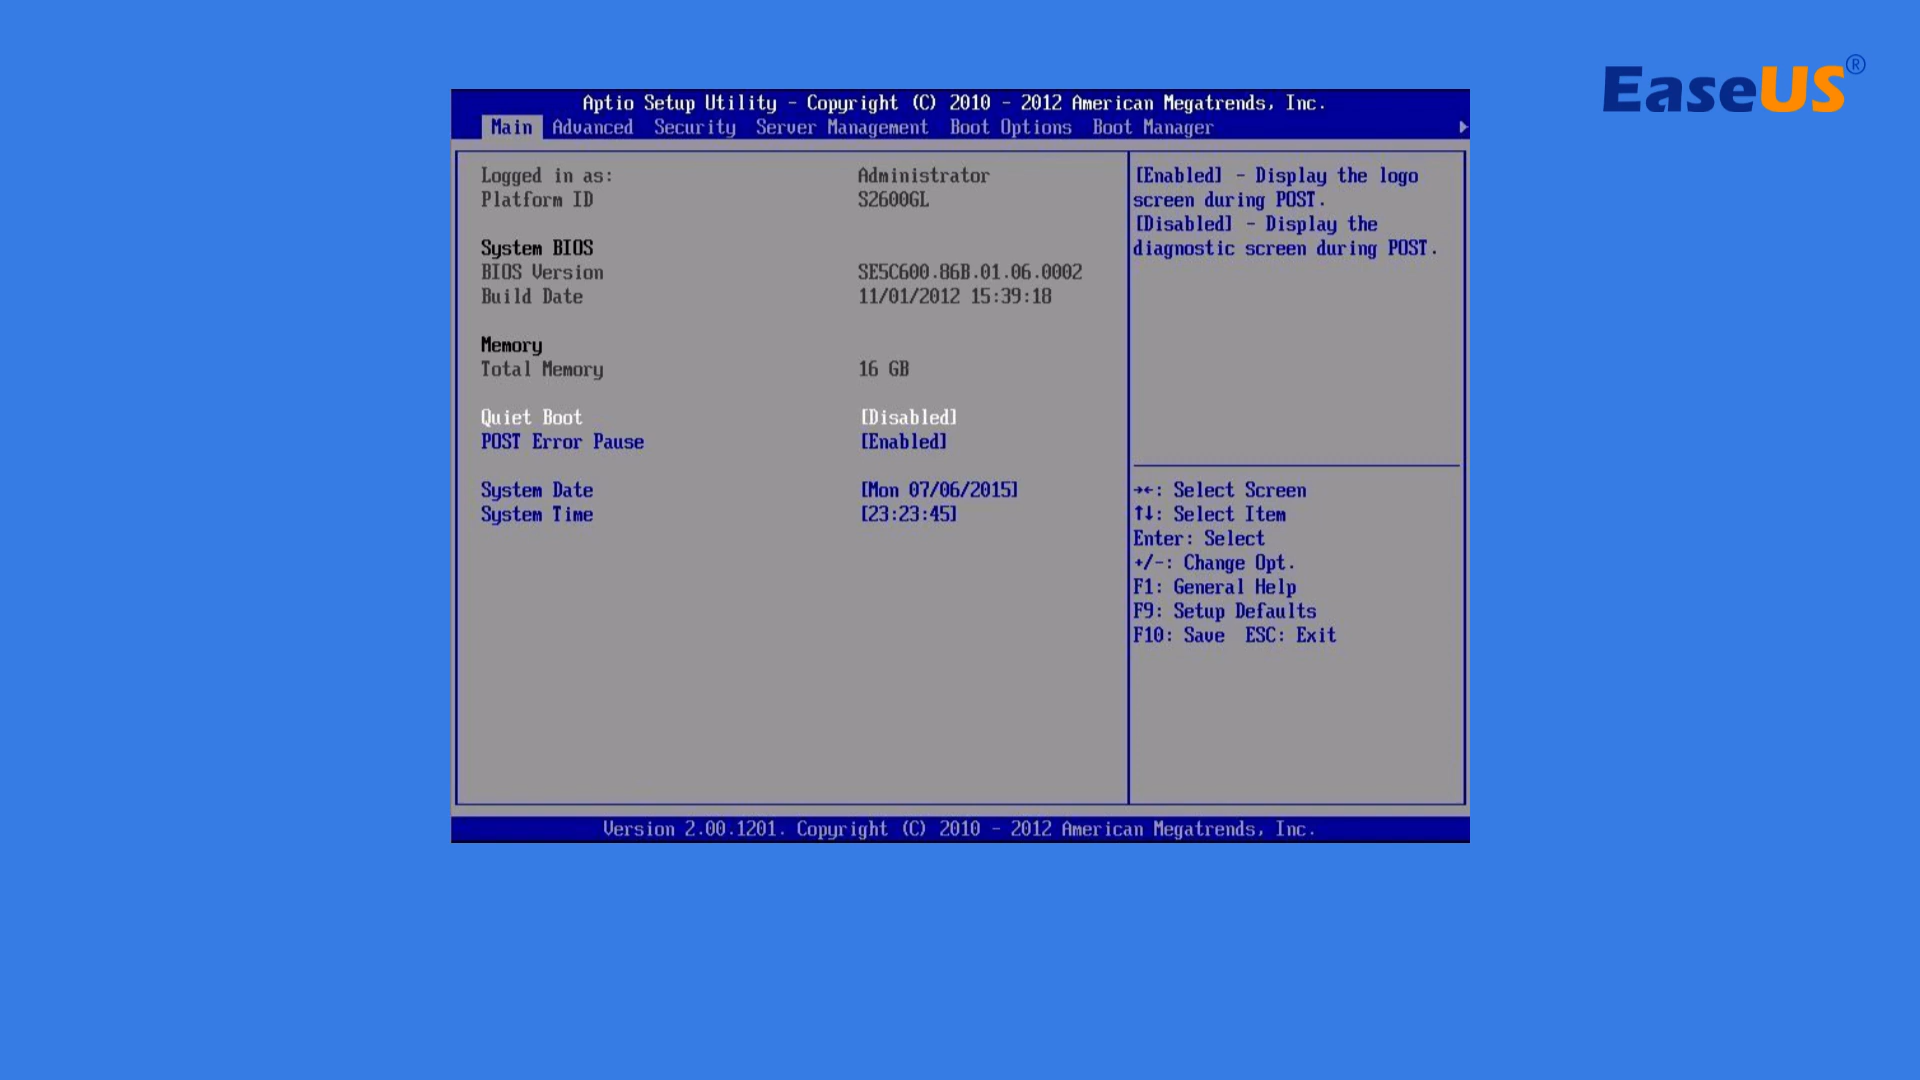 EaseUS®
Aptio Setup Utility - Copyright (C) 2010 - 2012 American Megatrends, Inc.
Main Advanced Security Server Management Boot Options Boot Manager
Logged in as: Administrator
Platform ID S2600GL
System BIOS
BIOS Version SE5C600.86B.01.06.0002
Build Date 11/01/2012 15:39:18
Memory
Total Memory 16 GB
Quiet Boot [Disabled]
POST Error Pause [Enabled]
System Date [Mon 07/06/2015]
System Time [23:23:45]
[Enabled] - Display the logo
screen during POST.
[Disabled] - Display the
diagnostic screen during POST.
→←: Select Screen
↑↓: Select Item
Enter: Select
+/-: Change Opt.
F1: General Help
F9: Setup Defaults
F10: Save ESC: Exit
Version 2.00.1201. Copyright (C) 2010 - 2012 American Megatrends, Inc.